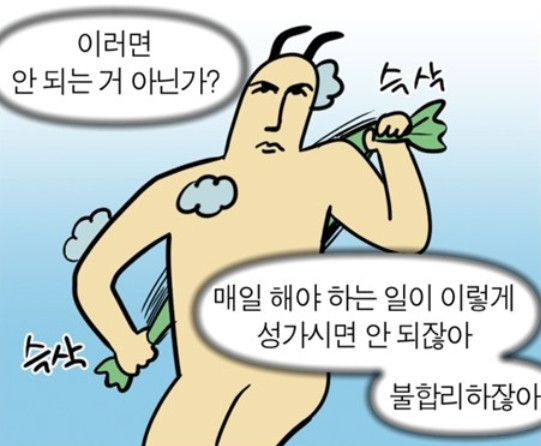 이러면
안 되는 거 아닌가?
슥삭
매일 해야 하는 일이 이렇게
성가시면 안 되잖아
슥삭
불합리하잖아